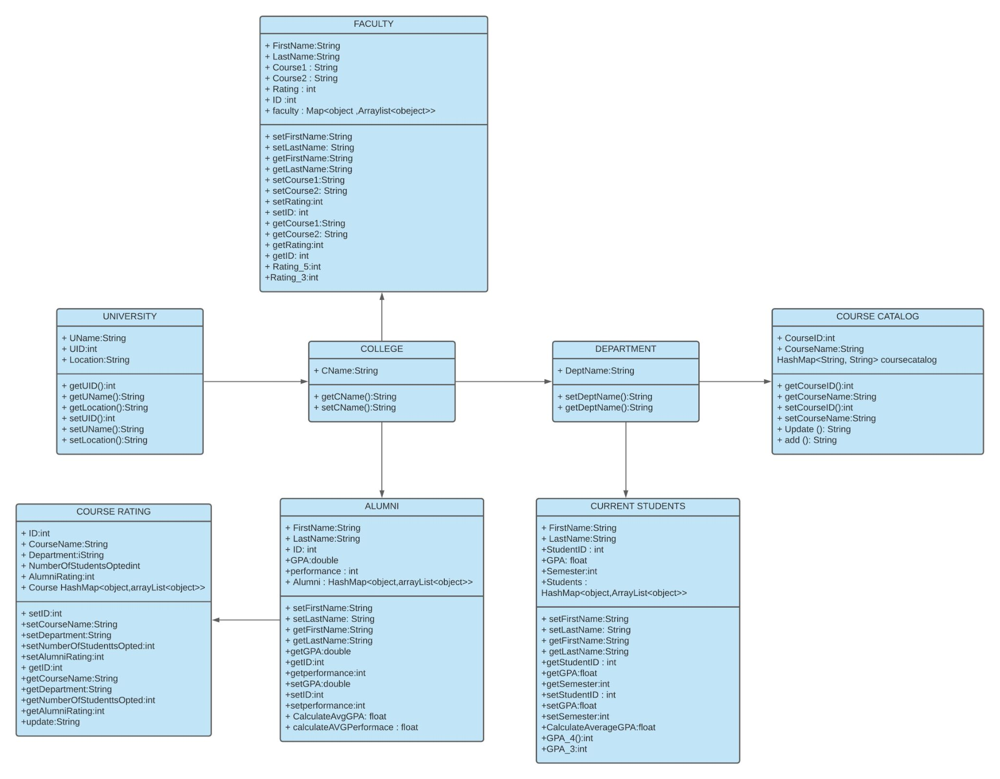 FACULTY
+ FirstName:String
+ LastName:String
+ Course1 : String
+ Course2 : String
+ Rating : int
+ ID :int
+ faculty : Map<object ,Arraylist<obeject>>
+ setFirstName:String
+ setLastName: String
+ getFirstName:String
+ getLastName:String
+ setCourse1:String
+ setCourse2: String
+ setRating:int
+ setID: int
+ getCourse1:String
+ getCourse2: String
+ getRating:int
+ getID: int
+ Rating_5:int
+Rating_3:int
UNIVERSITY
+ UName:String
+ UID:int
+ Location:String
+ getUID():int
+ getUName():String
+ getLocation():String
+ setUID():int
+ setUName():String
+ setLocation():String
COLLEGE
+ CName:String
+ getCName():String
+ setCName():String
DEPARTMENT
+ DeptName:String
+ setDeptName():String
+ getDeptName():String
COURSE CATALOG
+ CourseID:int
+ CourseName:String
HashMap<String, String> coursecatalog
+ getCourseID():int
+ getCourseName:String
+ setCourseID():int
+ setCourseName:String
+ Update (): String
+ add (): String
COURSE RATING
+ ID:int
+ CourseName:String
+ Department:iString
+ NumberOfStudentsOptedint
+ AlumniRating:int
+ Course HashMap<object,arrayList<object>>
+ setID:int
+setCourseName:String
+setDepartment:String
+setNumberOfStudenttsOpted:int
+setAlumniRating:int
+ getID:int
+getCourseName:String
+getDepartment:String
+getNumberOfStudenttsOpted:int
+getAlumniRating:int
+update:String
ALUMNI
+ FirstName:String
+ LastName:String
+ ID: int
+GPA:double
+performance : int
+ Alumni : HashMap<object,arrayList<object>>
+ setFirstName:String
+ setLastName: String
+ getFirstName:String
+ getLastName:String
+getGPA:double
+getID:int
+getperformance:int
+setGPA:double
+setID:int
+setperformance:int
+ CalculateAvgGPA: float
+ calculateAVGPerformace : float
CURRENT STUDENTS
+ FirstName:String
+ LastName:String
+StudentID : int
+GPA: float
+Semester:int
+Students :
HashMap<object,ArrayList<object>>
+ setFirstName:String
+ setLastName: String
+ getFirstName:String
+ getLastName:String
+getStudentID : int
+getGPA:float
+getSemester:int
+setStudentID : int
+setGPA:float
+setSemester:int
+CalculateAverageGPA:float
+GPA_4():int
+GPA_3:int